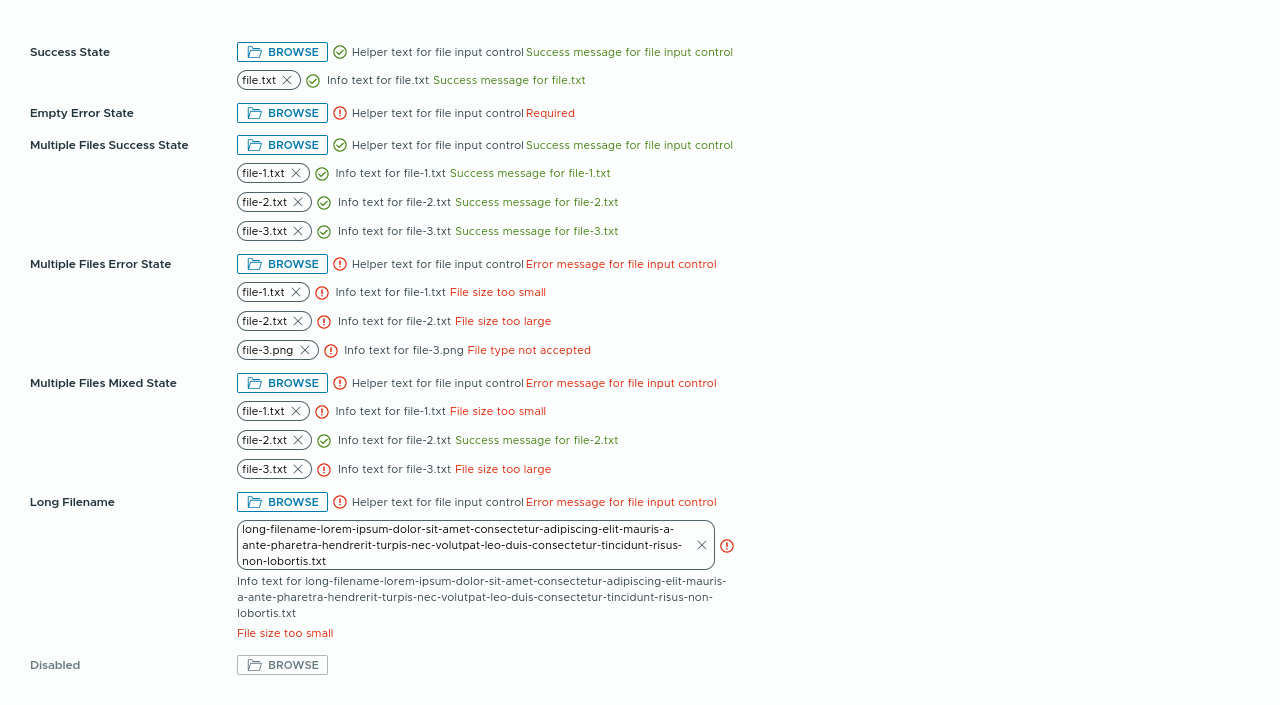 Success State BROWSE Helper text for file input control Success message for file input control
file.txt Info text for file.txt Success message for file.txt
Empty Error State BROWSE Helper text for file input control Required
Multiple Files Success State BROWSE Helper text for file input control Success message for file input control
file-1.txt Info text for file-1.txt Success message for file-1.txt
file-2.txt Info text for file-2.txt Success message for file-2.txt
file-3.txt Info text for file-3.txt Success message for file-3.txt
Multiple Files Error State BROWSE Helper text for file input control Error message for file input control
file-1.txt Info text for file-1.txt File size too small
file-2.txt Info text for file-2.txt File size too large
file-3.png Info text for file-3.png File type not accepted
Multiple Files Mixed State BROWSE Helper text for file input control Error message for file input control
file-1.txt Info text for file-1.txt File size too small
file-2.txt Info text for file-2.txt Success message for file-2.txt
file-3.txt Info text for file-3.txt File size too large
Long Filename BROWSE Helper text for file input control Error message for file input control
long-filename-lorem-ipsum-dolor-sit-amet-consectetur-adipiscing-elit-mauris-a-
ante-pharetra-hendrerit-turpis-nec-volutpat-leo-duis-consectetur-tincidunt-risus-
non-lobortis.txt
Info text for long-filename-lorem-ipsum-dolor-sit-amet-consectetur-adipiscing-elit-mauris-
a-ante-pharetra-hendrerit-turpis-nec-volutpat-leo-duis-consectetur-tincidunt-risus-non-
lobortis.txt
File size too small
Disabled BROWSE